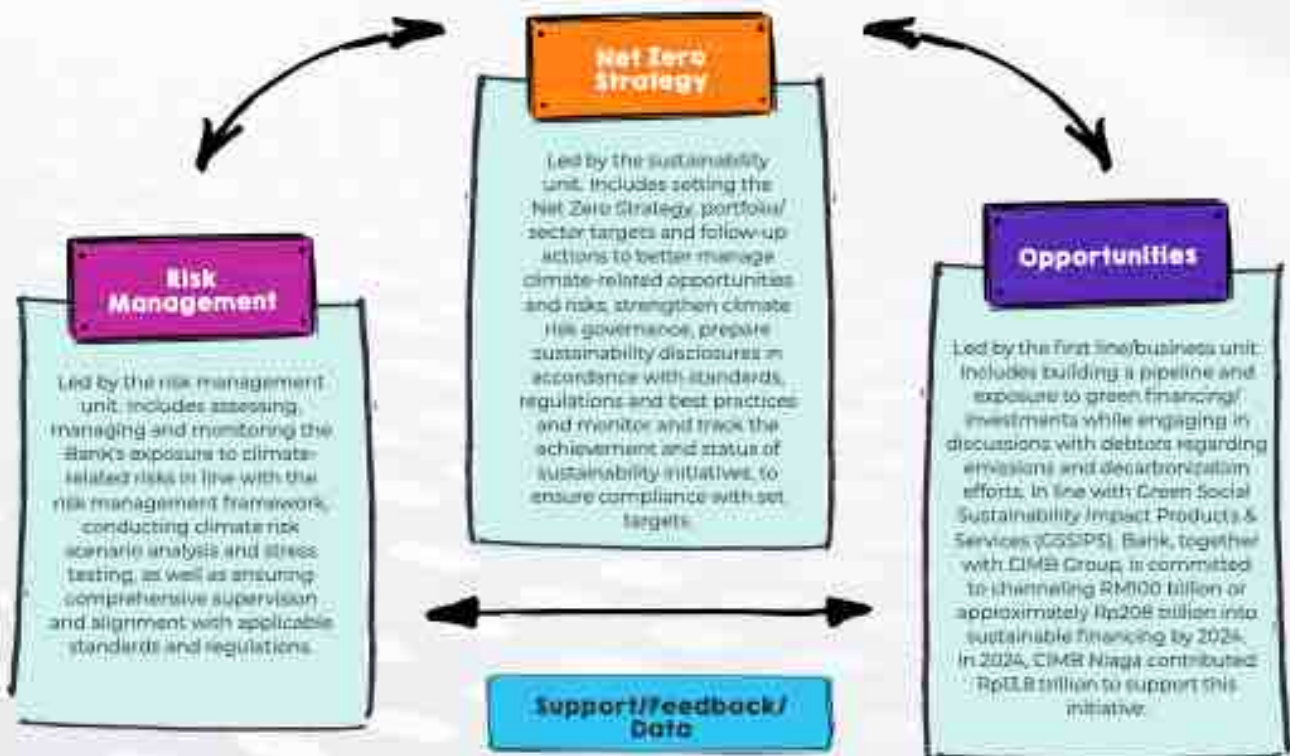 Net Zero
Strategy
Led by the sustainability
unit. Includes setting the
Net Zero Strategy, portfolio/
sector targets and follow-up
actions to better manage
climate-related opportunities
and risks, strengthen climate
risk governance, prepare
sustainability disclosures in
accordance with standards,
regulations and best practices
and monitor and track the
achievement and status of
sustainability initiatives, to
ensure compliance with set
targets.
Risk
Management
Led by the risk management
unit. Includes assessing,
managing and monitoring the
Bank's exposure to climate-
related risks in line with the
risk management framework,
conducting climate risk
scenario analysis and stress
testing, as well as ensuring
comprehensive supervision
and alignment with applicable
standards and regulations.
Opportunities
Led by the first line/business unit.
Includes building a pipeline and
exposure to green financing/
investments while engaging in
discussions with debtors regarding
emissions and decarbonization
efforts. In line with Green Social
Sustainability Impact Products &
Services (GSSIPS), Bank, together
with CIMB Group, is committed
to channeling RM100 billion or
approximately Rp208 trillion into
sustainable financing by 2024.
In 2024, CIMB Niaga contributed
Rp13.8 trillion to support this
initiative.
Support/Feedback/
Data